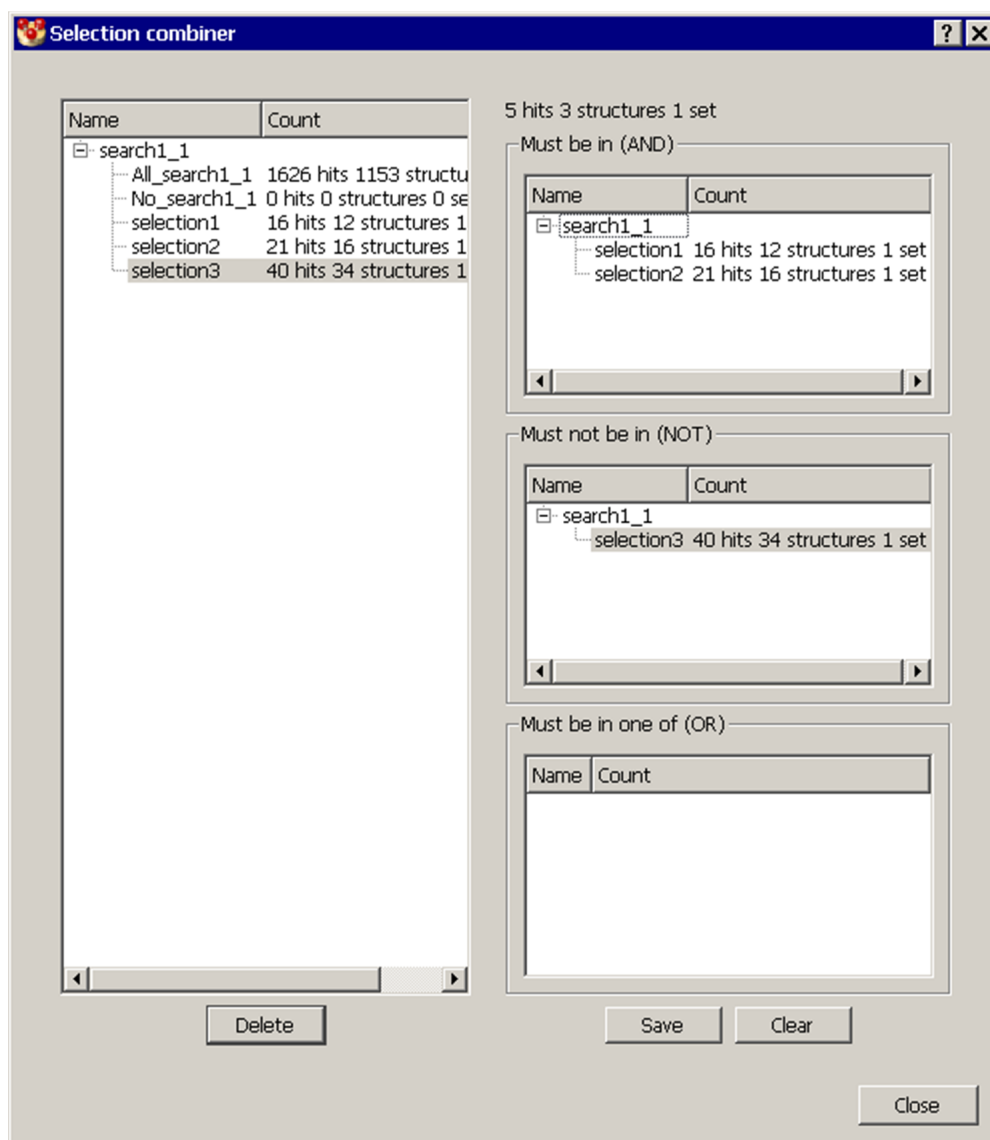 Selection combiner
Name Count
search1_1
All_search1_1 1626 hits 1153 structu
No_search1_1 0 hits 0 structures 0 se
selection1 16 hits 12 structures 1
selection2 21 hits 16 structures 1
selection3 40 hits 34 structures 1
Delete
5 hits 3 structures 1 set
Must be in (AND)
Name Count
search1_1
selection1 16 hits 12 structures 1 set
selection2 21 hits 16 structures 1 set
Must not be in (NOT)
Name Count
search1_1
selection3 40 hits 34 structures 1 set
Must be in one of (OR)
Name Count
Save Clear
Close